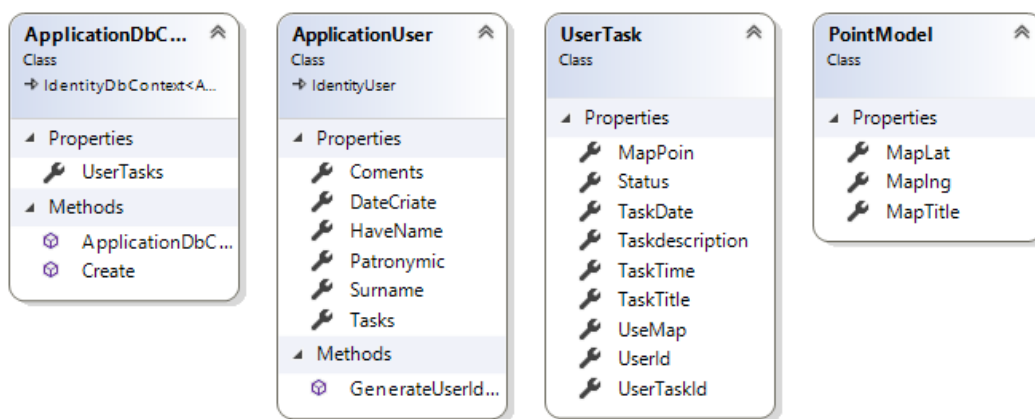 ApplicationDbC...
Class
IdentityDbContext<A...
Properties
UserTasks
Methods
ApplicationDbC...
Create
ApplicationUser
Class
IdentityUser
Properties
Coments
DateCriate
HaveName
Patronymic
Surname
Tasks
Methods
GenerateUserId...
UserTask
Class
Properties
MapPoin
Status
TaskDate
Taskdescription
TaskTime
TaskTitle
UseMap
UserId
UserTaskId
PointModel
Class
Properties
MapLat
MapIng
MapTitle